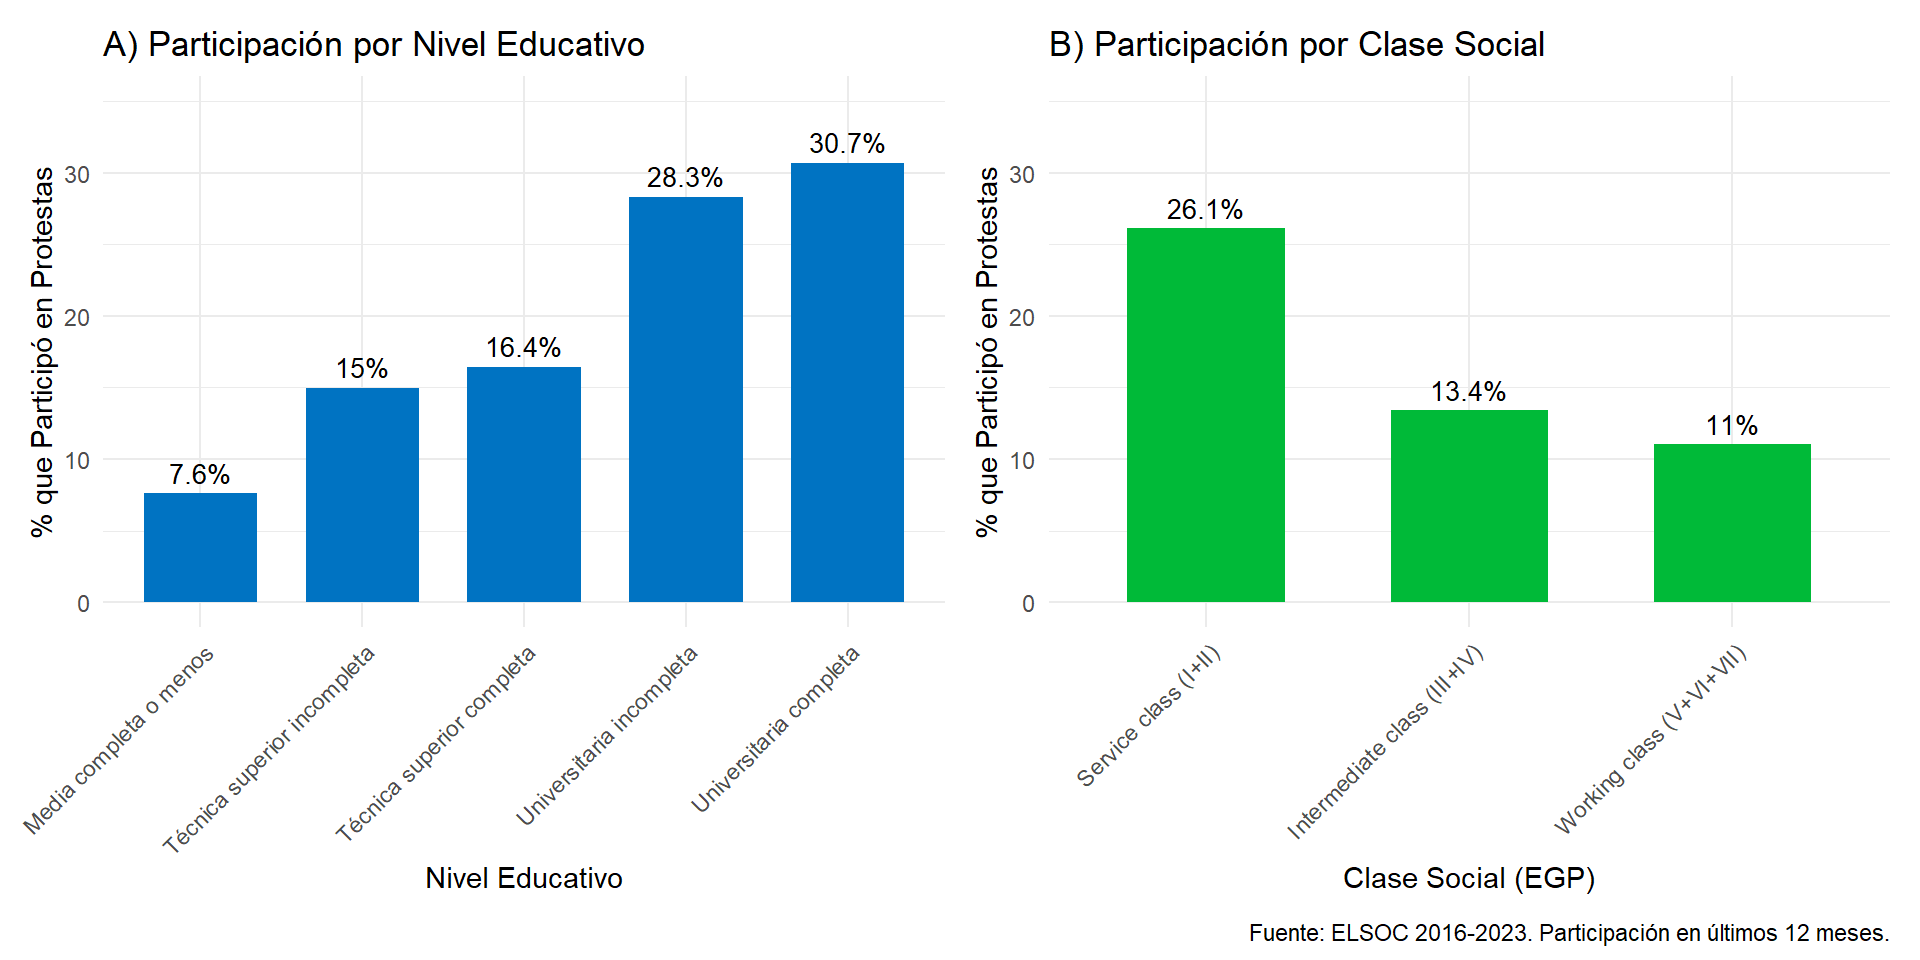 A) Participación por Nivel Educativo
% que Participó en Protestas
30
20
10
0
7.6%
15%
16.4%
28.3%
30.7%
Media completa o menos
Técnica superior incompleta
Técnica superior completa
Universitaria incompleta
Universitaria completa
Nivel Educativo
B) Participación por Clase Social
% que Participó en Protestas
30
20
10
0
26.1%
13.4%
11%
Service class (I+II)
Intermediate class (III+IV)
Working class (V+VI+VII)
Clase Social (EGP)
Fuente: ELSOC 2016-2023. Participación en últimos 12 meses.